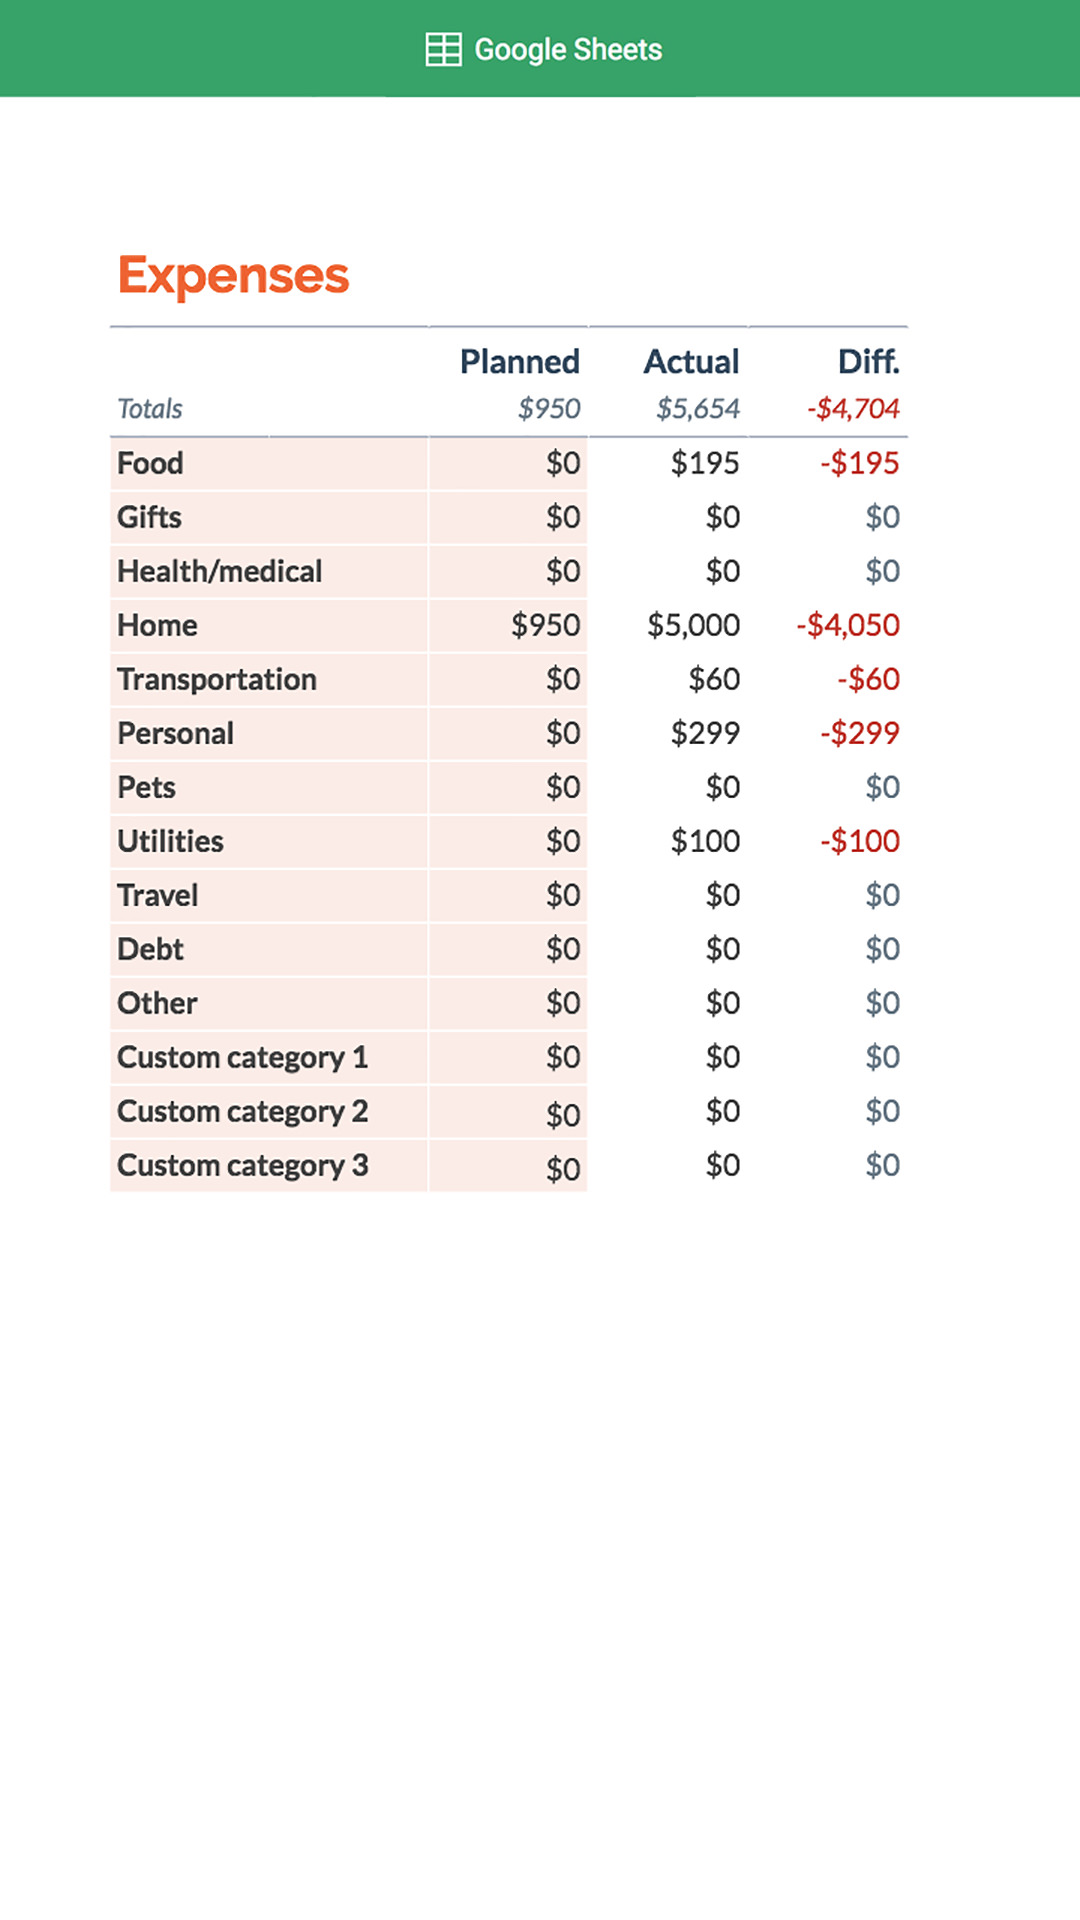 Google Sheets
Expenses
Planned Actual Diff.
Totals $950 $5,654 -$4,704
Food $0 $195 -$195
Gifts $0 $0 $0
Health/medical $0 $0 $0
Home $950 $5,000 -$4,050
Transportation $0 $60 -$60
Personal $0 $299 -$299
Pets $0 $0 $0
Utilities $0 $100 -$100
Travel $0 $0 $0
Debt $0 $0 $0
Other $0 $0 $0
Custom category 1 $0 $0 $0
Custom category 2 $0 $0 $0
Custom category 3 $0 $0 $0